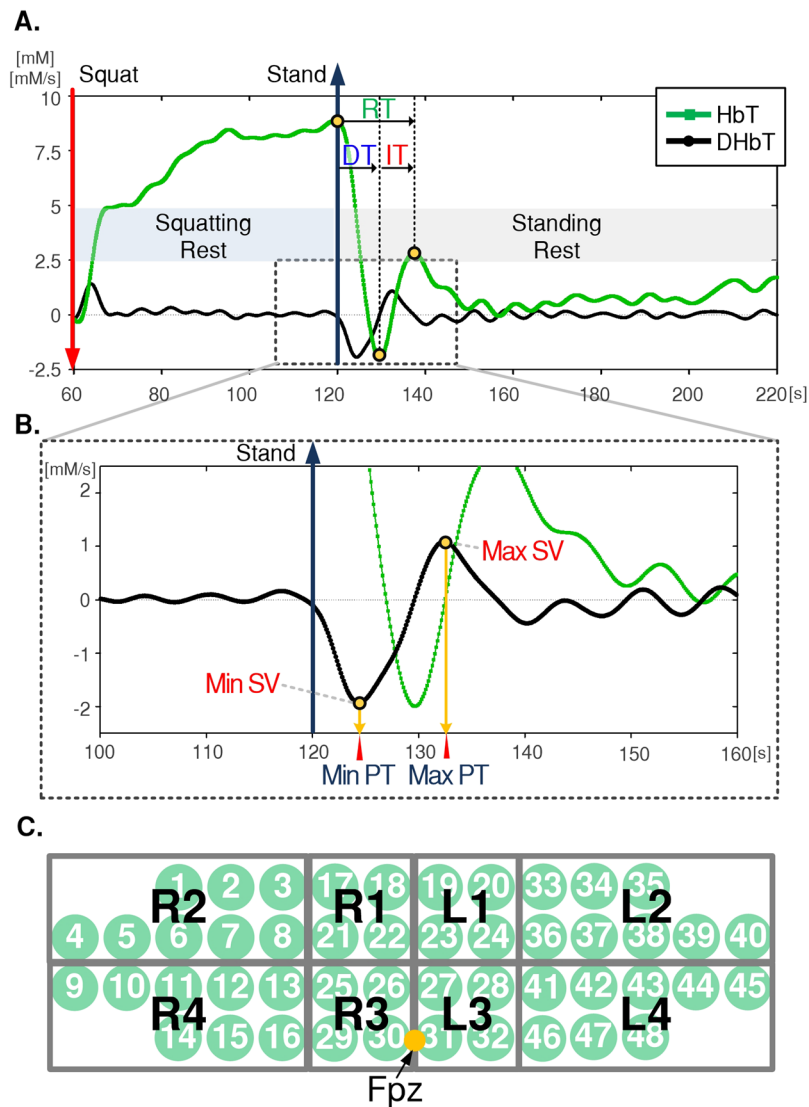 A.
[mM]
[mM/s]
Squat
Stand
RT
DT
IT
HbT
DHbT
Squatting
Rest
Standing
Rest
10
7.5
5
2.5
0
-2.5
60 80 100 120 140 160 180 200 220 [s]
B.
[mM/s]
Stand
2
1
0
-1
-2
Max SV
Min SV
100 110 120 130 140 150 160 [s]
Min PT Max PT
C.
1 2 3 17 18 19 20 33 34 35
R2 R1 L1 L2
4 5 6 7 8 21 22 23 24 36 37 38 39 40
9 10 11 12 13 25 26 27 28 41 42 43 44 45
R4 R3 L3 L4
14 15 16 29 30 31 32 46 47 48
Fpz